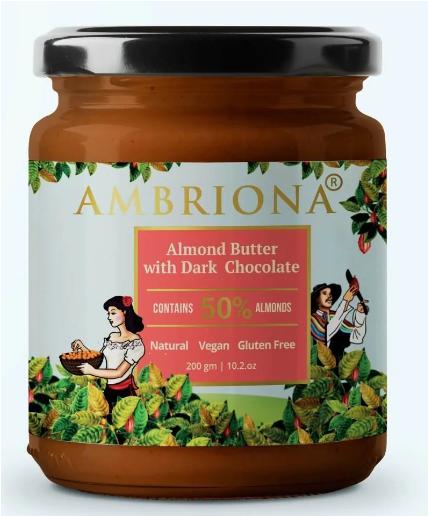 AMBRIONA®
Almond Butter
with Dark Chocolate
CONTAINS 50% ALMONDS
Natural Vegan Gluten Free
200 gm | 10.2.oz